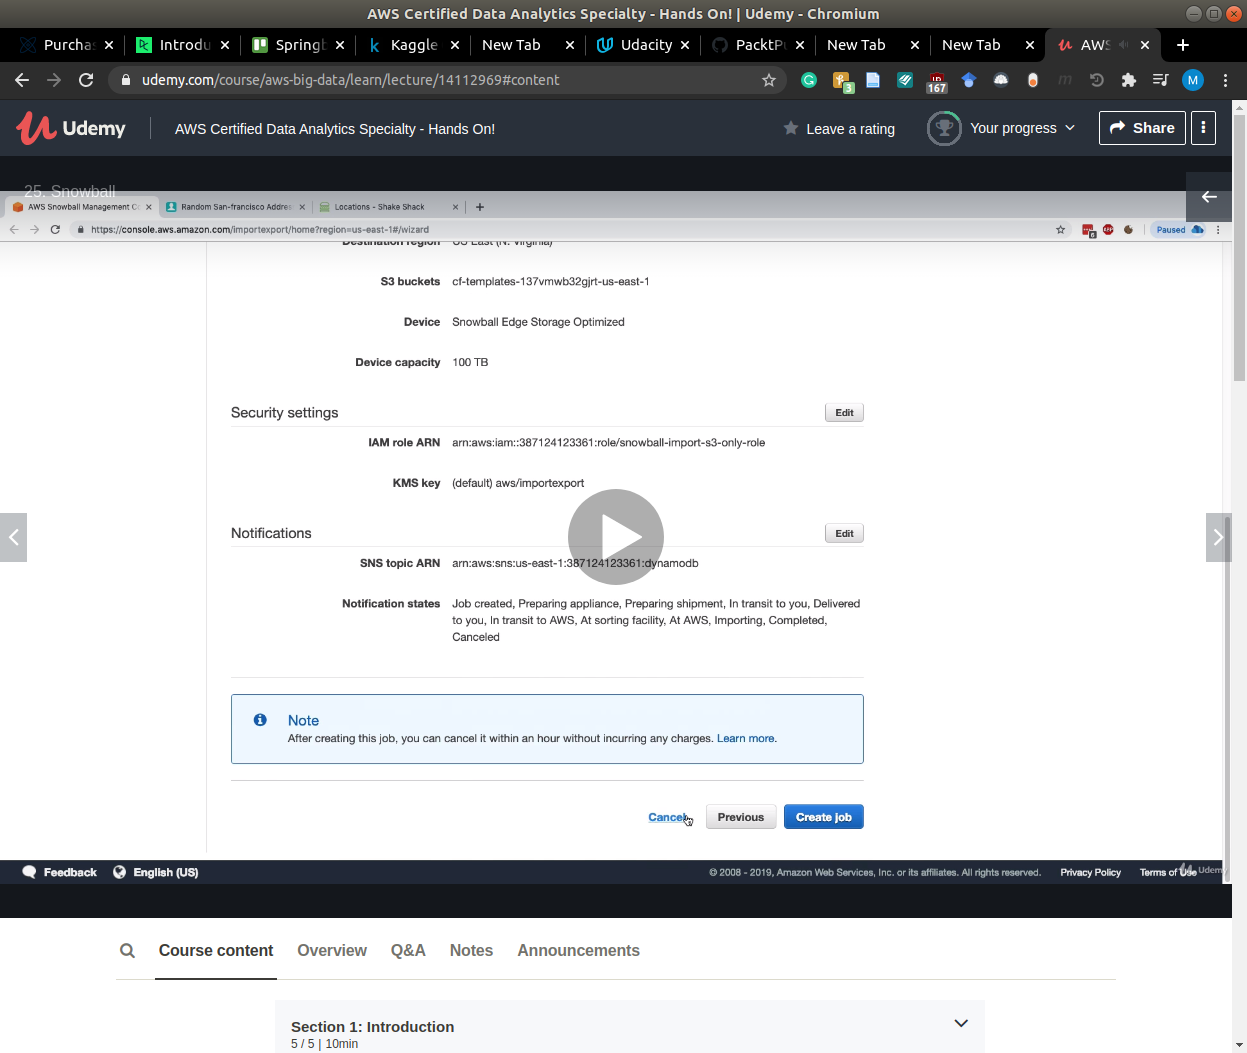 AWS Certified Data Analytics Specialty - Hands On! | Udemy - Chromium
Purcha
Introdu
Spring
Kaggle
New Tab
Udacity
PacktP
New Tab
New Tab
AWS
udemy.com/course/aws-big-data/learn/lecture/14112969#content
3
167
M
Udemy
AWS Certified Data Analytics Specialty - Hands On!
Leave a rating
Your progress
Share
25. Snowball
AWS Snowball Management C
Random San-francisco Addre
Locations - Shake Shack
https://console.aws.amazon.com/importexport/home?region=us-east-1#/wizard
Paused
Destination region US East (N. Virginia)
S3 buckets cf-templates-137vmwb32gjrt-us-east-1
Device Snowball Edge Storage Optimized
Device capacity 100 TB
Security settings Edit
IAM role ARN arn:aws:iam::387124123361:role/snowball-import-s3-only-role
KMS key (default) aws/importexport
Notifications Edit
SNS topic ARN arn:aws:sns:us-east-1:387124123361:dynamodb
Notification states Job created, Preparing appliance, Preparing shipment, In transit to you, Delivered
to you, In transit to AWS, At sorting facility, At AWS, Importing, Completed,
Canceled
Note
After creating this job, you can cancel it within an hour without incurring any charges. Learn more.
Cancel Previous Create job
Feedback English (US) © 2008 - 2019, Amazon Web Services, Inc. or its affiliates. All rights reserved. Privacy Policy Terms of Use Udemy
Course content Overview Q&A Notes Announcements
Section 1: Introduction
5 / 5 | 10min